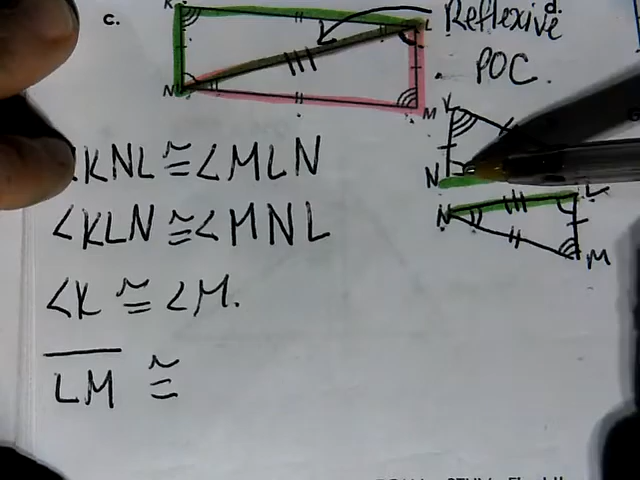 c.
K
L
Reflexive
d.
POC.
N
M
K
N
∠KNL ≅ ∠MLN
L
N
∠KLN ≅ ∠MNL
M
∠K ≅ ∠M.
LM ≅